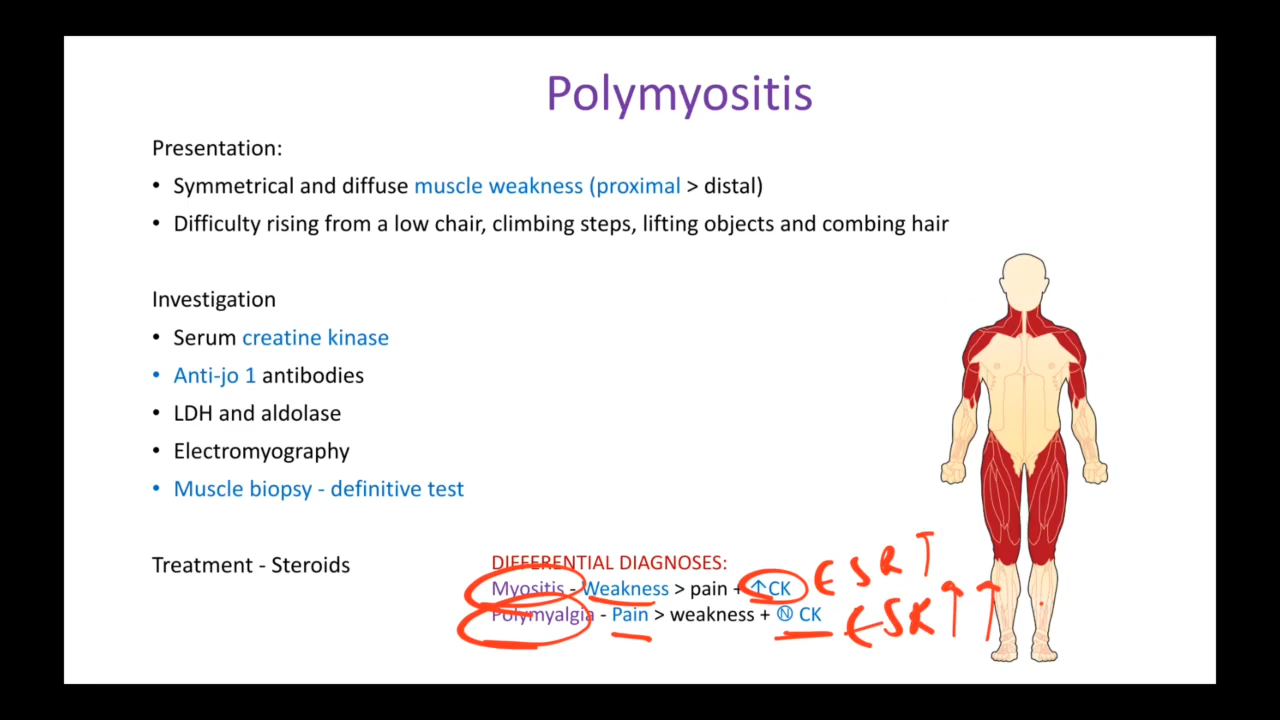 Polymyositis
Presentation:
• Symmetrical and diffuse muscle weakness (proximal > distal)
• Difficulty rising from a low chair, climbing steps, lifting objects and combing hair
Investigation
• Serum creatine kinase
• Anti-jo 1 antibodies
• LDH and aldolase
• Electromyography
• Muscle biopsy - definitive test
Treatment - Steroids
DIFFERENTIAL DIAGNOSES:
Myositis - Weakness > pain + ↑CK ESR ↑
Polymyalgia - Pain > weakness + Ⓝ CK ESR ↑↑